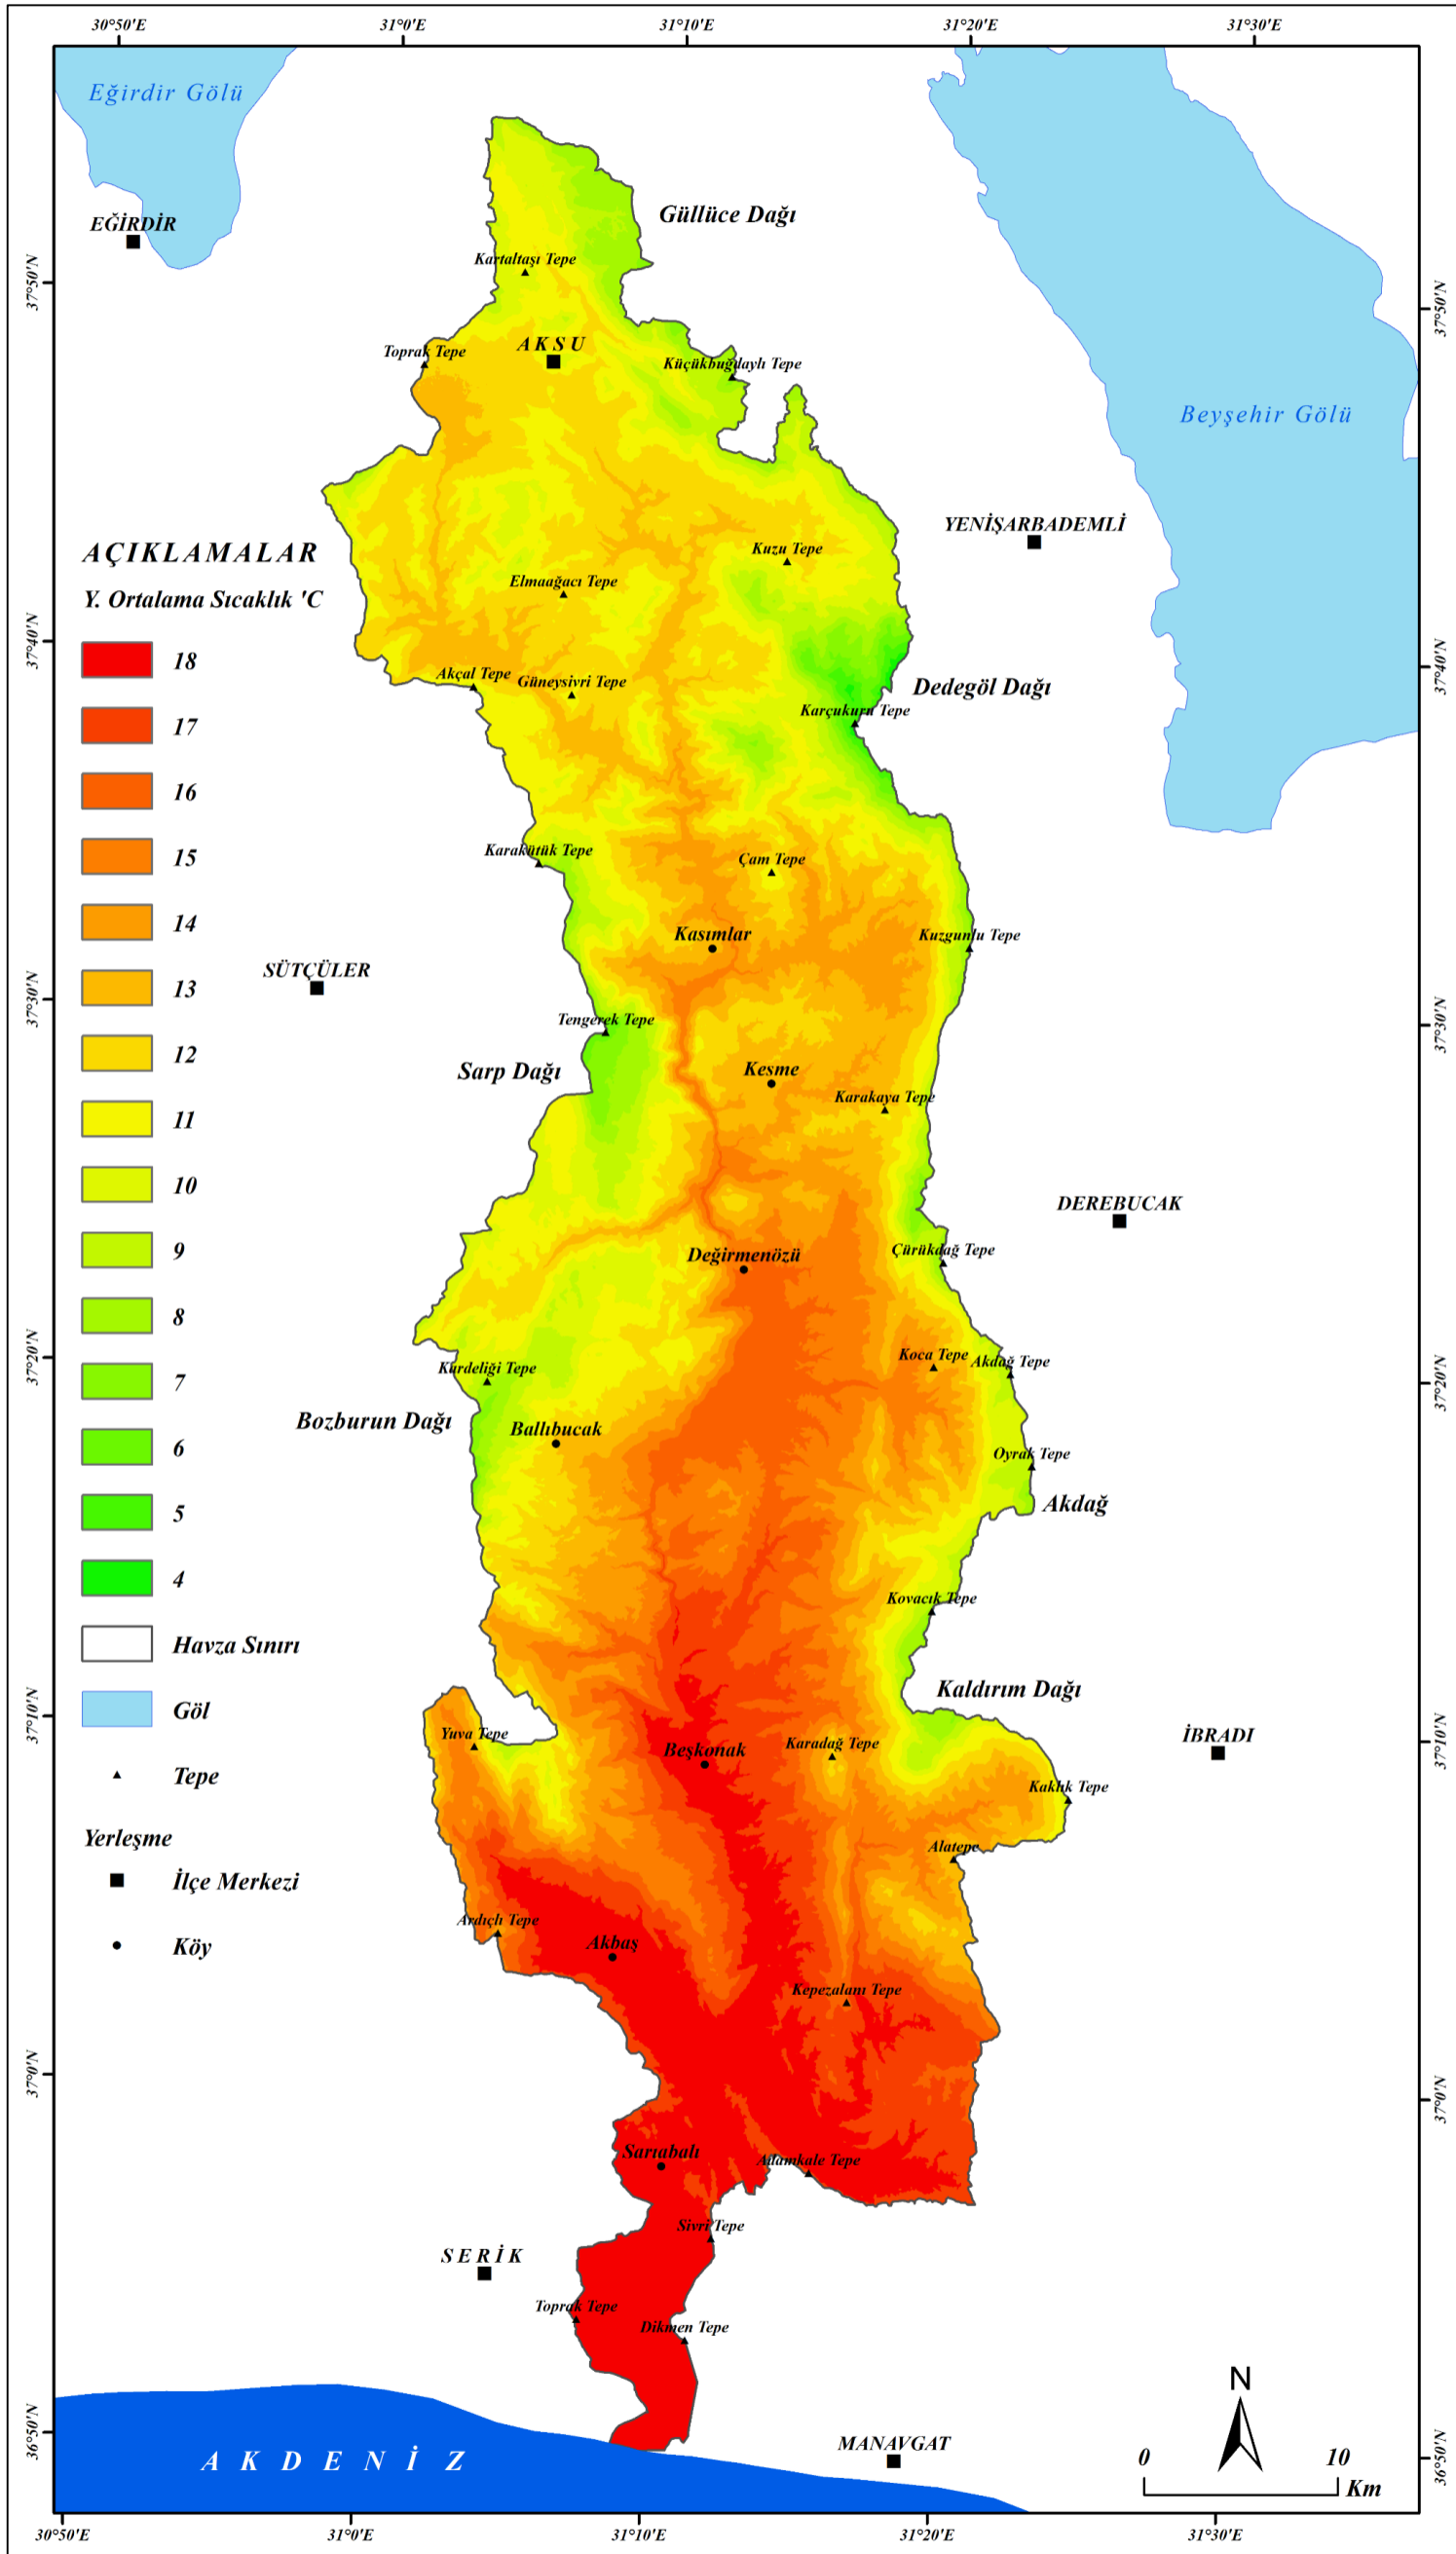 30°50'E
31°0'E
31°10'E
31°20'E
31°30'E
Eğirdir Gölü
EĞİRDİR
Güllüce Dağı
Kartaltaşı Tepe
37°50'N
37°50'N
Toprak Tepe
AKSU
Küçükbuğdaylı Tepe
Beyşehir Gölü
YENİŞARBADEMLİ
AÇIKLAMALAR
Kuzu Tepe
Elmaağacı Tepe
Y. Ortalama Sıcaklık 'C
37°40'N
37°40'N
18
Akçal Tepe
Güneysivri Tepe
Dedegöl Dağı
Karçukuru Tepe
17
16
15
Karakütük Tepe
Çam Tepe
14
Kasımlar
Kuzgunlu Tepe
SÜTÇÜLER
13
37°30'N
37°30'N
Tengerek Tepe
12
Sarp Dağı
Kesme
Karakaya Tepe
11
10
DEREBUCAK
9
Değirmenözü
Çürükdağ Tepe
8
37°20'N
37°20'N
Koca Tepe
Akdağ Tepe
Kurdeliği Tepe
7
Bozburun Dağı
Ballıbucak
6
Oyrak Tepe
Akdağ
5
4
Kovacık Tepe
Havza Sınırı
Kaldırım Dağı
Göl
37°10'N
37°10'N
Yuva Tepe
Beşkonak
Karadağ Tepe
İBRADI
Tepe
Kaklık Tepe
Yerleşme
Alatepe
İlçe Merkezi
Ardıçlı Tepe
Köy
Akbaş
Kepezalanı Tepe
37°0'N
37°0'N
Sarıabalı
Adamkale Tepe
Sivri Tepe
SERİK
Toprak Tepe
Dikmen Tepe
N
36°50'N
36°50'N
MANAVGAT
AKDENİZ
0 10
Km
30°50'E
31°0'E
31°10'E
31°20'E
31°30'E